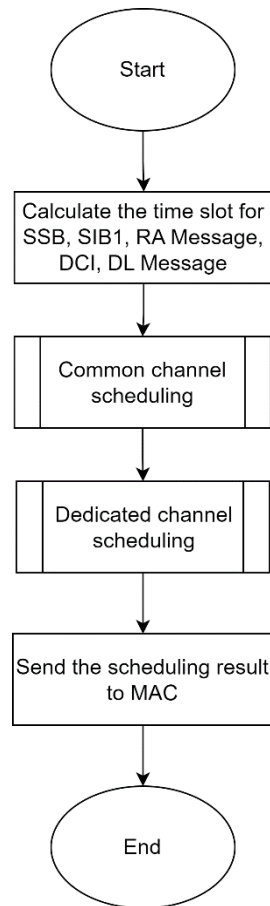 Start
Calculate the time slot for
SSB, SIB1, RA Message,
DCI, DL Message
Common channel
scheduling
Dedicated channel
scheduling
Send the scheduling result
to MAC
End